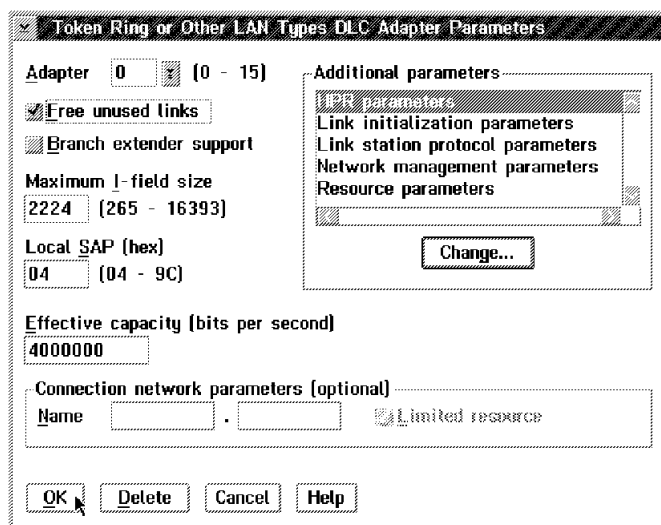 Token Ring or Other LAN Types DLC Adapter Parameters
Adapter 0 (0 - 15)
Free unused links
Branch extender support
Maximum I-field size
2224 (265 - 16393)
Local SAP (hex)
04 (04 - 9C)
Additional parameters
HPR parameters
Link initialization parameters
Link station protocol parameters
Network management parameters
Resource parameters
Change...
Effective capacity (bits per second)
4000000
Connection network parameters (optional)
Name . Limited resource
OK Delete Cancel Help